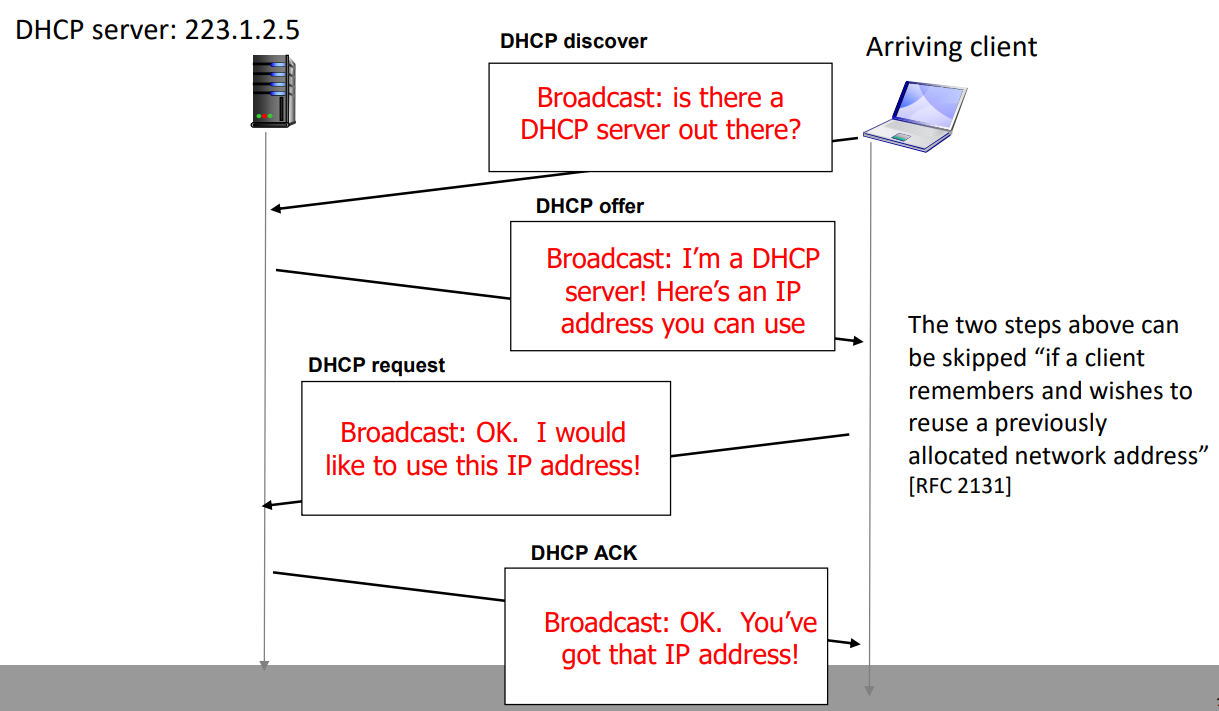 DHCP server: 223.1.2.5
DHCP discover
Arriving client
Broadcast: is there a
DHCP server out there?
DHCP offer
Broadcast: I’m a DHCP
server! Here’s an IP
address you can use
The two steps above can
be skipped “if a client
remembers and wishes to
reuse a previously
allocated network address”
[RFC 2131]
DHCP request
Broadcast: OK.  I would
like to use this IP address!
DHCP ACK
Broadcast: OK.  You’ve
got that IP address!